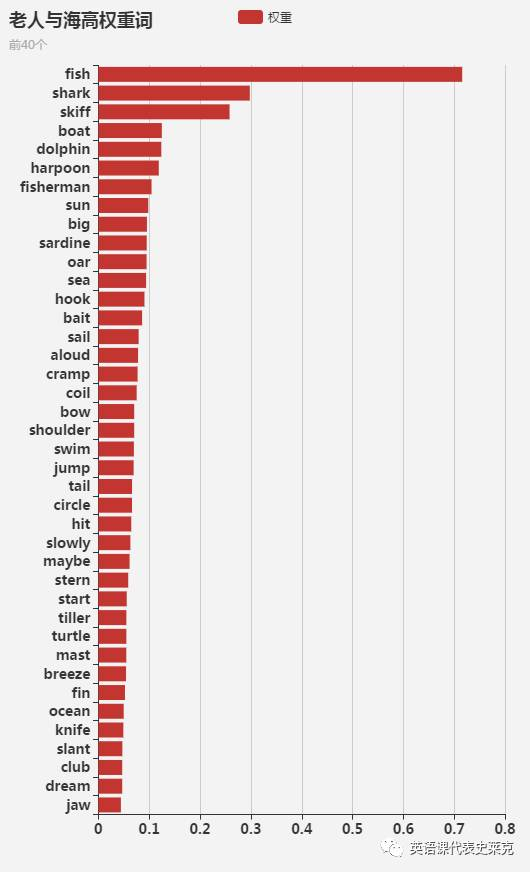 老人与海高权重词
权重
前40个
fish
shark
skiff
boat
dolphin
harpoon
fisherman
sun
big
sardine
oar
sea
hook
bait
sail
aloud
cramp
coil
bow
shoulder
swim
jump
tail
circle
hit
slowly
maybe
stern
start
tiller
turtle
mast
breeze
fin
ocean
knife
slant
club
dream
jaw
0 0.1 0.2 0.3 0.4 0.5 0.6 0.7 0.8
英语课代表史莱克